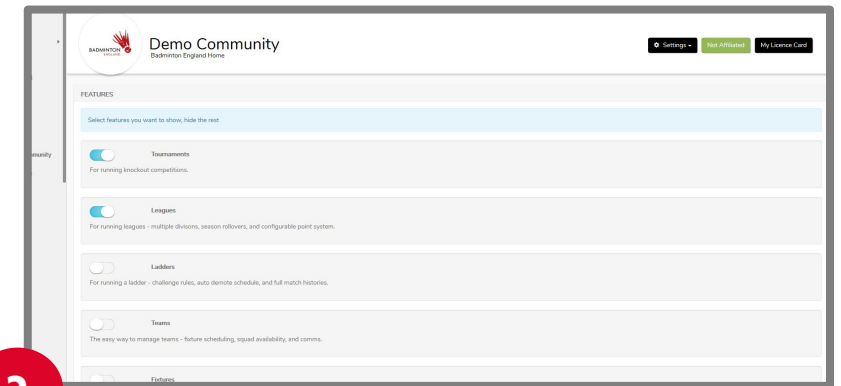 BADMINTON
ENGLAND
Demo Community
Badminton England Home
Settings
Not Affiliated
My Licence Card
FEATURES
Select features you want to show, hide the rest
Tournaments
For running knockout competitions.
Leagues
For running leagues - multiple divisons, season rollovers, and configurable point system.
Ladders
For running a ladder - challenge rules, auto demote schedule, and full match histories.
Teams
The easy way to manage teams - fixture scheduling, squad availability, and comms.
Fixtures